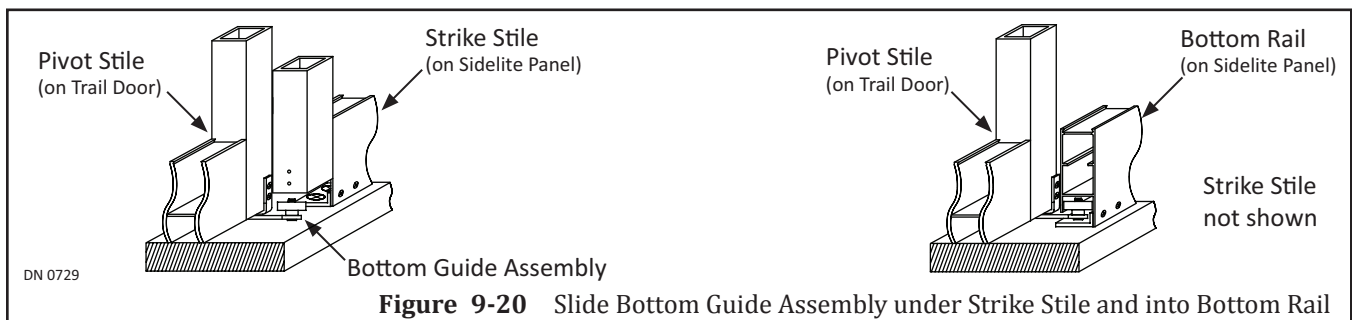 Pivot Stile
(on Trail Door)
Strike Stile
(on Sidelite Panel)
Bottom Guide Assembly
DN 0729
Pivot Stile
(on Trail Door)
Bottom Rail
(on Sidelite Panel)
Strike Stile
not shown
Figure 9-20 Slide Bottom Guide Assembly under Strike Stile and into Bottom Rail